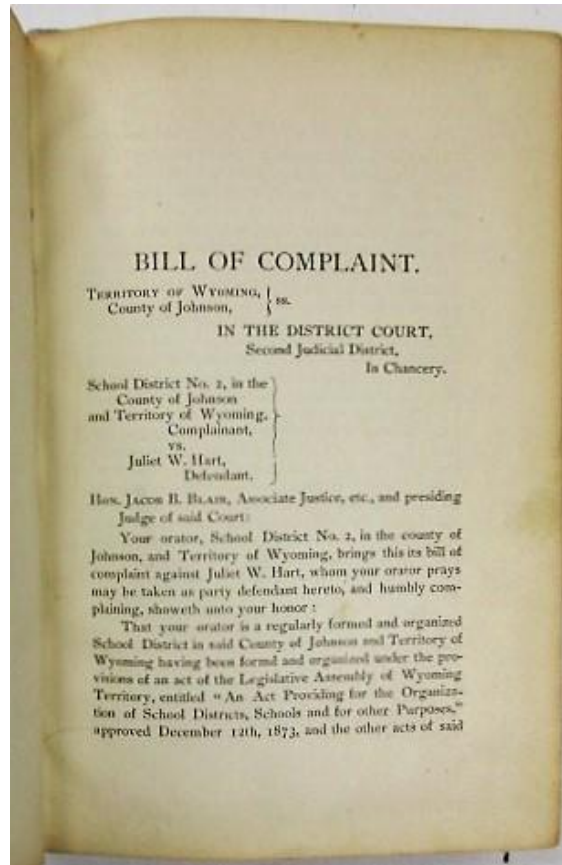 BILL OF COMPLAINT.
TERRITORY OF WYOMING,
County of Johnson, } ss.
IN THE DISTRICT COURT,
Second Judicial District,
In Chancery.
School District No. 2, in the
County of Johnson
and Territory of Wyoming,
Complainant,
vs.
Juliet W. Hart,
Defendant.
HON. JACOB B. BLAIR, Associate Justice, etc., and presiding
Judge of said Court:
Your orator, School District No. 2, in the county of
Johnson, and Territory of Wyoming, brings this its bill of
complaint against Juliet W. Hart, whom your orator prays
may be taken as party defendant hereto, and humbly com-
plaining, showeth unto your honor :
That your orator is a regularly formed and organized
School District in said County of Johnson and Territory of
Wyoming having been formd and organized under the pro-
visions of an act of the Legislative Assembly of Wyoming
Territory, entitled "An Act Providing for the Organiza-
tion of School Districts, Schools and for other Purposes,"
approved December 12th, 1873, and the other acts of said